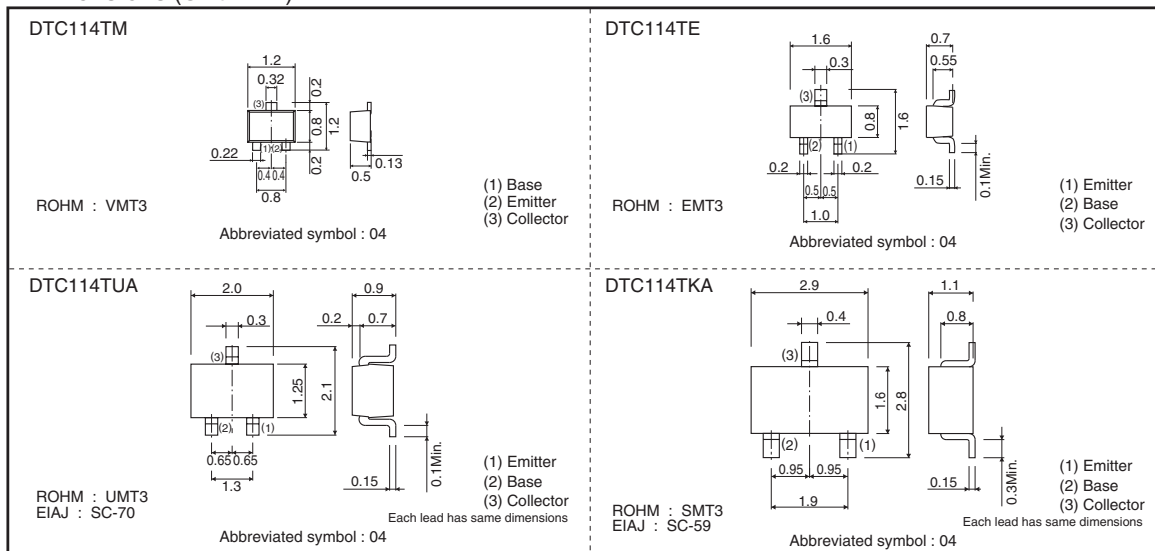 DTC114TM
1.2
0.32
0.2
(3)
0.8
1.2
(1) (2)
0.22
0.2
0.13
0.4 0.4
0.5
0.8
(1) Base
(2) Emitter
(3) Collector
ROHM : VMT3
Abbreviated symbol : 04
DTC114TE
1.6
0.7
0.3
0.55
(3)
0.8
1.6
(2)
(1)
0.2
0.2
0.15
0.1Min.
0.5 0.5
1.0
(1) Emitter
(2) Base
(3) Collector
ROHM : EMT3
Abbreviated symbol : 04
DTC114TUA
2.0
0.9
0.3
0.2
0.7
(3)
1.25
2.1
(2)
(1)
0.65 0.65
1.3
0.15
0.1Min.
(1) Emitter
(2) Base
(3) Collector
ROHM : UMT3
EIAJ : SC-70
Each lead has same dimensions
Abbreviated symbol : 04
DTC114TKA
2.9
1.1
0.4
0.8
(3)
1.6
2.8
(2)
(1)
0.95 0.95
1.9
0.15
0.3Min.
(1) Emitter
(2) Base
(3) Collector
ROHM : SMT3
EIAJ : SC-59
Each lead has same dimensions
Abbreviated symbol : 04